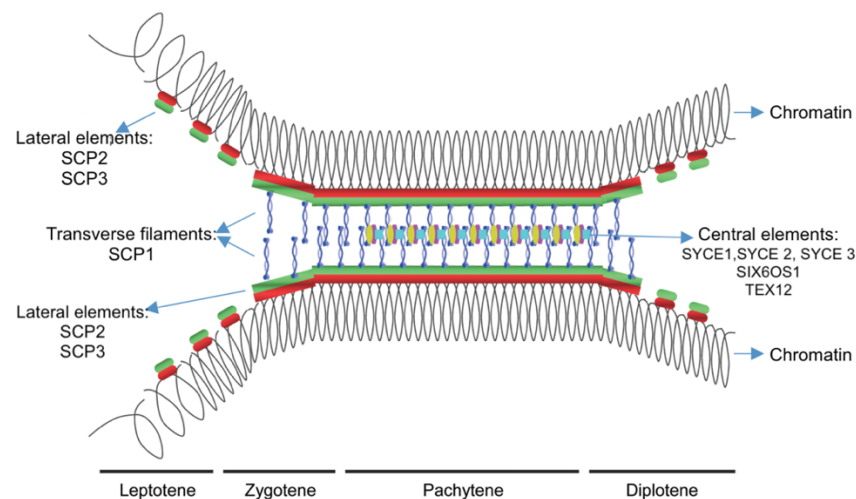 Lateral elements:
SCP2
SCP3
Chromatin
Transverse filaments:
SCP1
Central elements:
SYCE1,SYCE 2, SYCE 3
SIX6OS1
TEX12
Lateral elements:
SCP2
SCP3
Chromatin
Leptotene
Zygotene
Pachytene
Diplotene